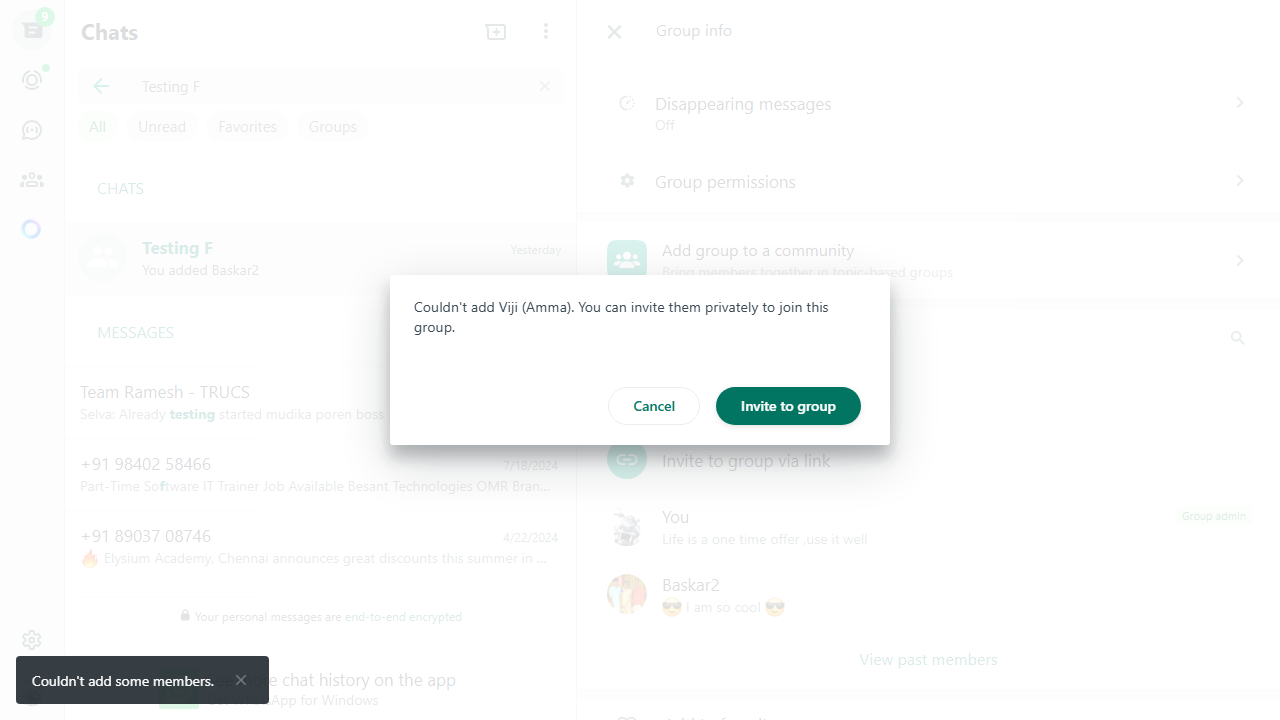 9
Chats
Testing F
All
Unread
Favorites
Groups
CHATS
Testing F
Yesterday
You added Baskar2
MESSAGES
Team Ramesh - TRUCS
Selva: Already testing started mudika poren boss
+91 98402 58466
7/18/2024
Part-Time Software IT Trainer Job Available Besant Technologies OMR Bran...
+91 89037 08746
4/22/2024
🔥 Elysium Academy, Chennai announces great discounts this summer in ...
Your personal messages are end-to-end encrypted
chat history on the app
App for Windows
Couldn't add some members.
Group info
Disappearing messages
Off
Group permissions
Add group to a community
Bring members together in topic-based groups
Couldn't add Viji (Amma). You can invite them privately to join this
group.
Cancel
Invite to group
Invite to group via link
You
Group admin
Life is a one time offer ,use it well
Baskar2
😎 I am so cool 😎
View past members